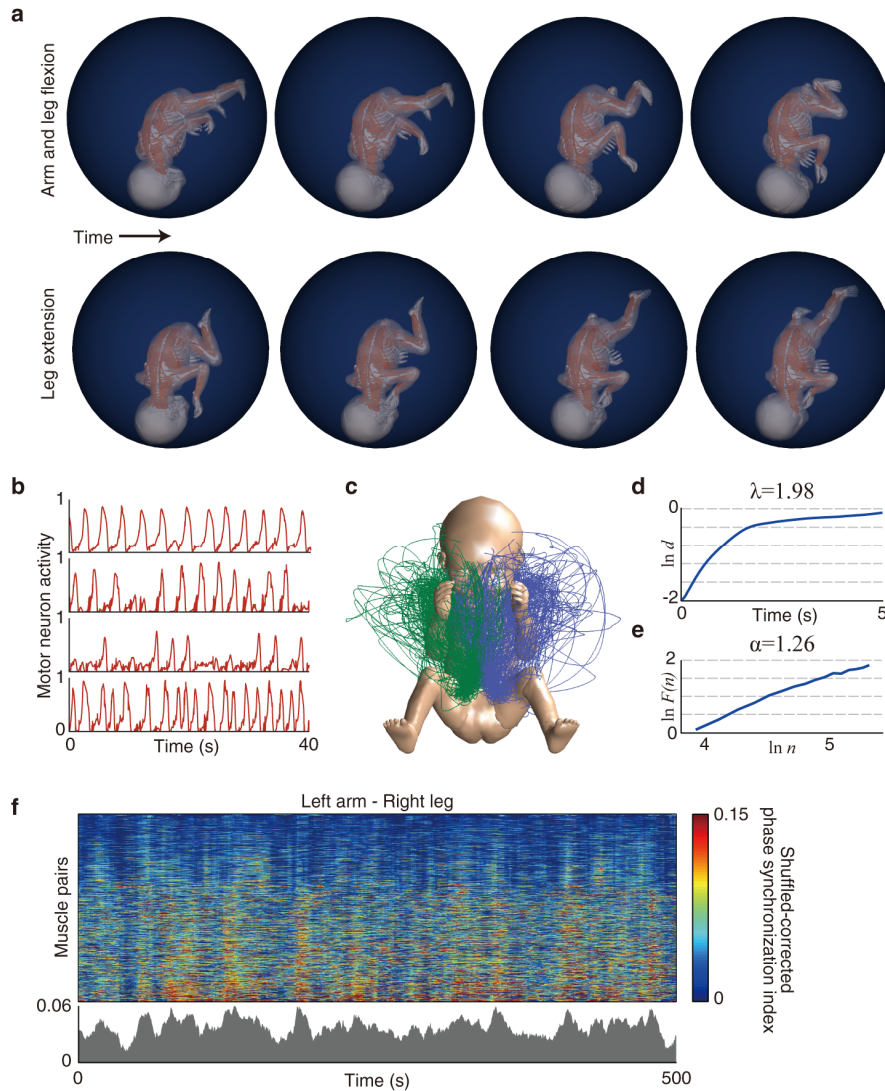 a
Arm and leg flexion
Time
Leg extension
b
Motor neuron activity
1
1
1
1
0
0
Time (s)
40
c
d
λ=1.98
ln d
0
-2
0
Time (s)
5
e
α=1.26
ln F(n)
2
0
4
ln n
5
f
Left arm - Right leg
Muscle pairs
0.15
0
Shuffled-corrected
phase synchronization index
0.06
0
0
Time (s)
500